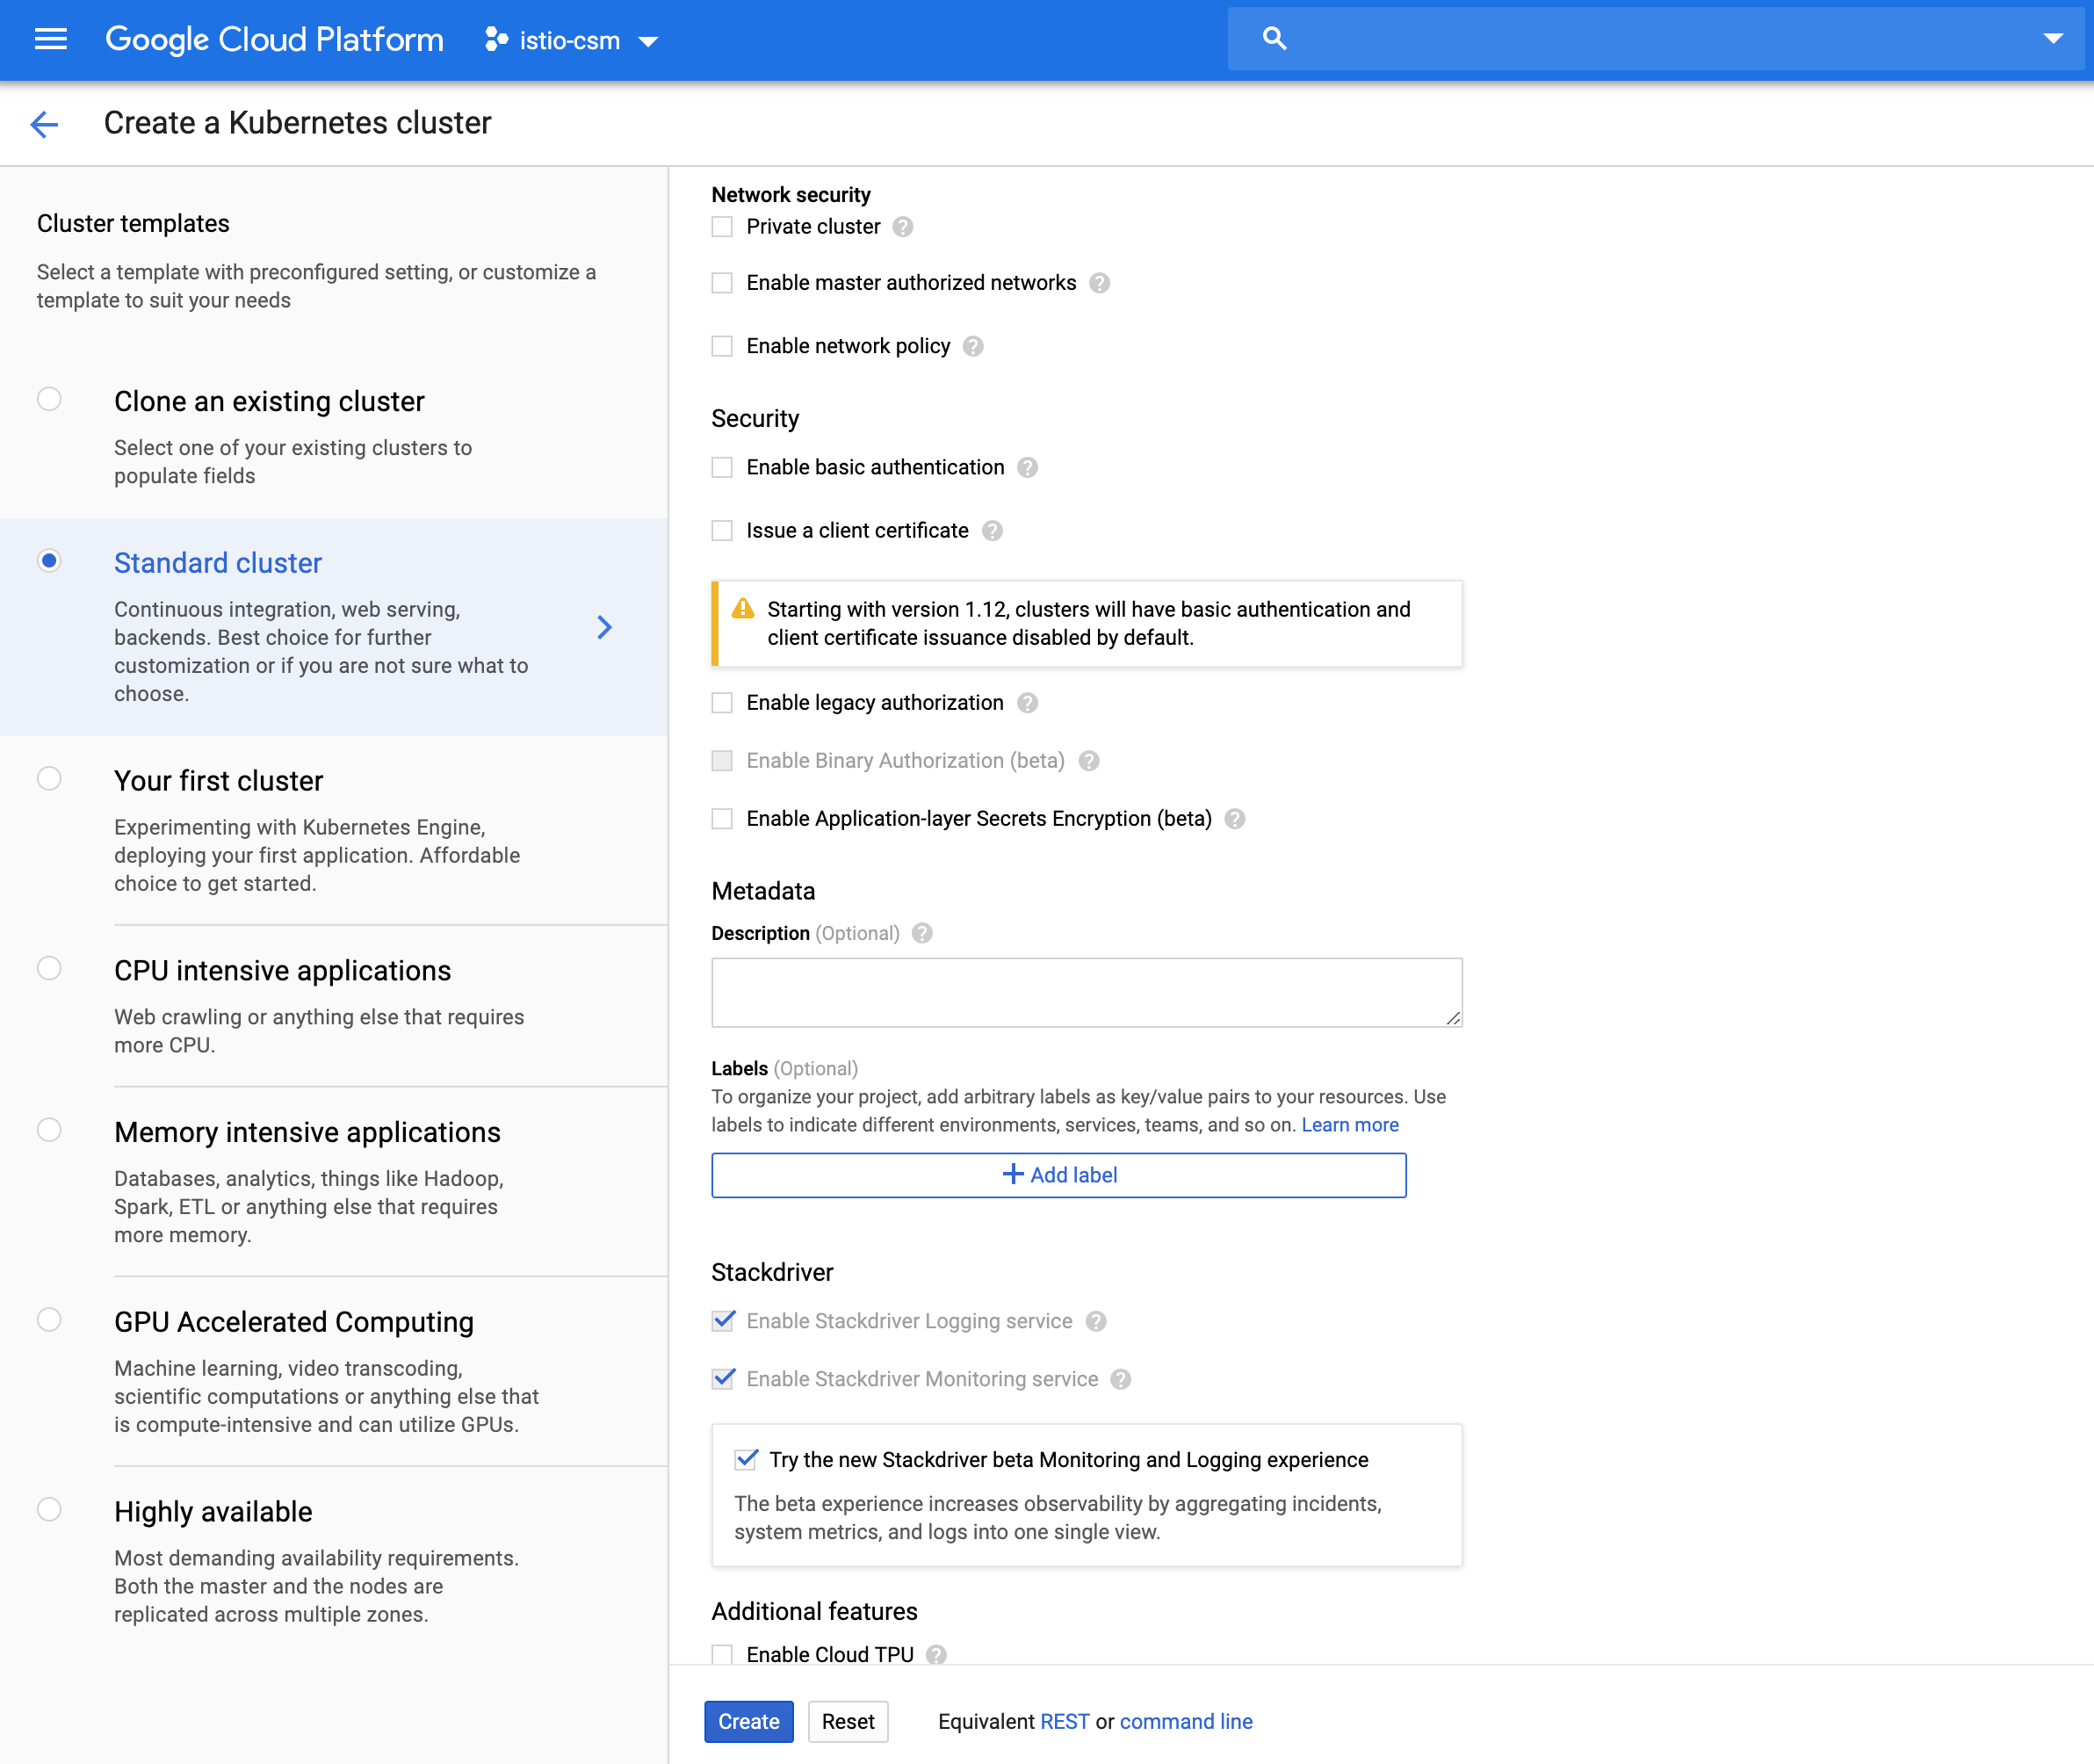 Google Cloud Platform
istio-csm
Create a Kubernetes cluster
Cluster templates
Select a template with preconfigured setting, or customize a
template to suit your needs
Clone an existing cluster
Select one of your existing clusters to
populate fields
Standard cluster
Continuous integration, web serving,
backends. Best choice for further
customization or if you are not sure what to
choose.
Your first cluster
Experimenting with Kubernetes Engine,
deploying your first application. Affordable
choice to get started.
CPU intensive applications
Web crawling or anything else that requires
more CPU.
Memory intensive applications
Databases, analytics, things like Hadoop,
Spark, ETL or anything else that requires
more memory.
GPU Accelerated Computing
Machine learning, video transcoding,
scientific computations or anything else that
is compute-intensive and can utilize GPUs.
Highly available
Most demanding availability requirements.
Both the master and the nodes are
replicated across multiple zones.
Network security
Private cluster ?
Enable master authorized networks ?
Enable network policy ?
Security
Enable basic authentication ?
Issue a client certificate ?
Starting with version 1.12, clusters will have basic authentication and
client certificate issuance disabled by default.
Enable legacy authorization ?
Enable Binary Authorization (beta) ?
Enable Application-layer Secrets Encryption (beta) ?
Metadata
Description (Optional) ?
Labels (Optional)
To organize your project, add arbitrary labels as key/value pairs to your resources. Use
labels to indicate different environments, services, teams, and so on. Learn more
+ Add label
Stackdriver
Enable Stackdriver Logging service ?
Enable Stackdriver Monitoring service ?
Try the new Stackdriver beta Monitoring and Logging experience
The beta experience increases observability by aggregating incidents,
system metrics, and logs into one single view.
Additional features
Enable Cloud TPU ?
Create
Reset
Equivalent REST or command line